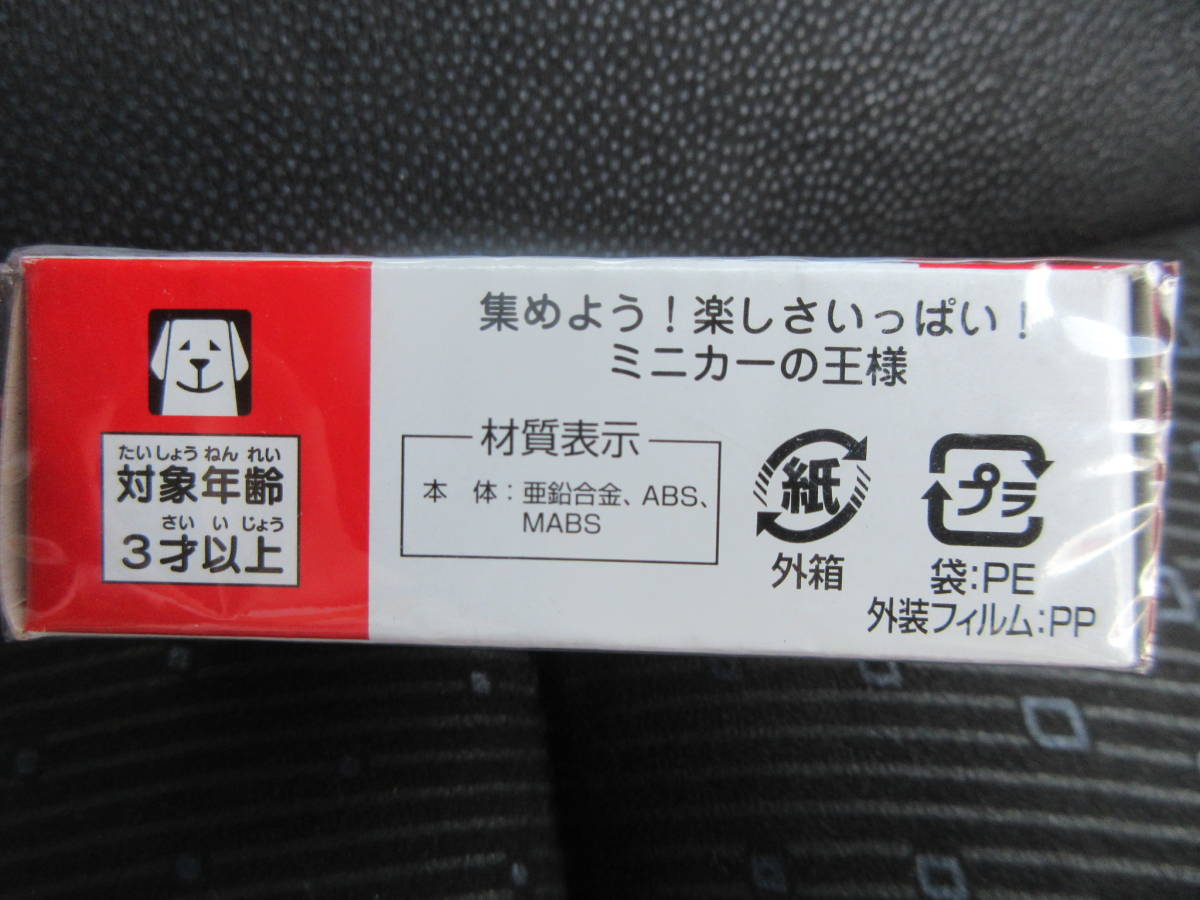 集めよう！楽しさいっぱい！
ミニカーの王様
たいしょうねんれい
対象年齢
さいいじょう
3才以上
材質表示
本 体：亜鉛合金、ABS、
MABS
紙
外箱
プラ
袋：PE
外装フィルム：PP